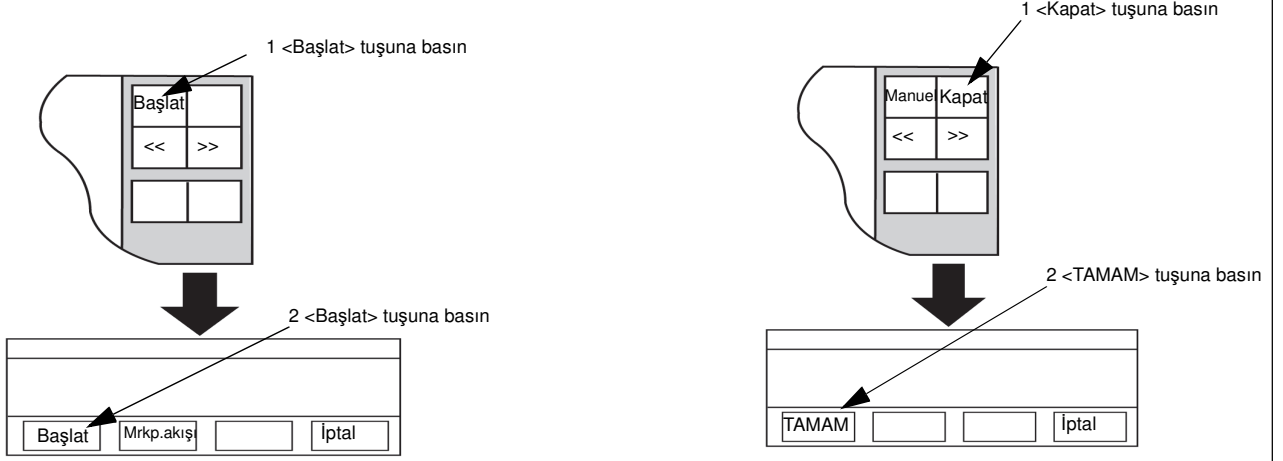 1 <Başlat> tuşuna basın
Başlat
<< >>
2 <Başlat> tuşuna basın
Başlat Mrkp.akışı İptal
1 <Kapat> tuşuna basın
Manuel Kapat
<< >>
2 <TAMAM> tuşuna basın
TAMAM İptal